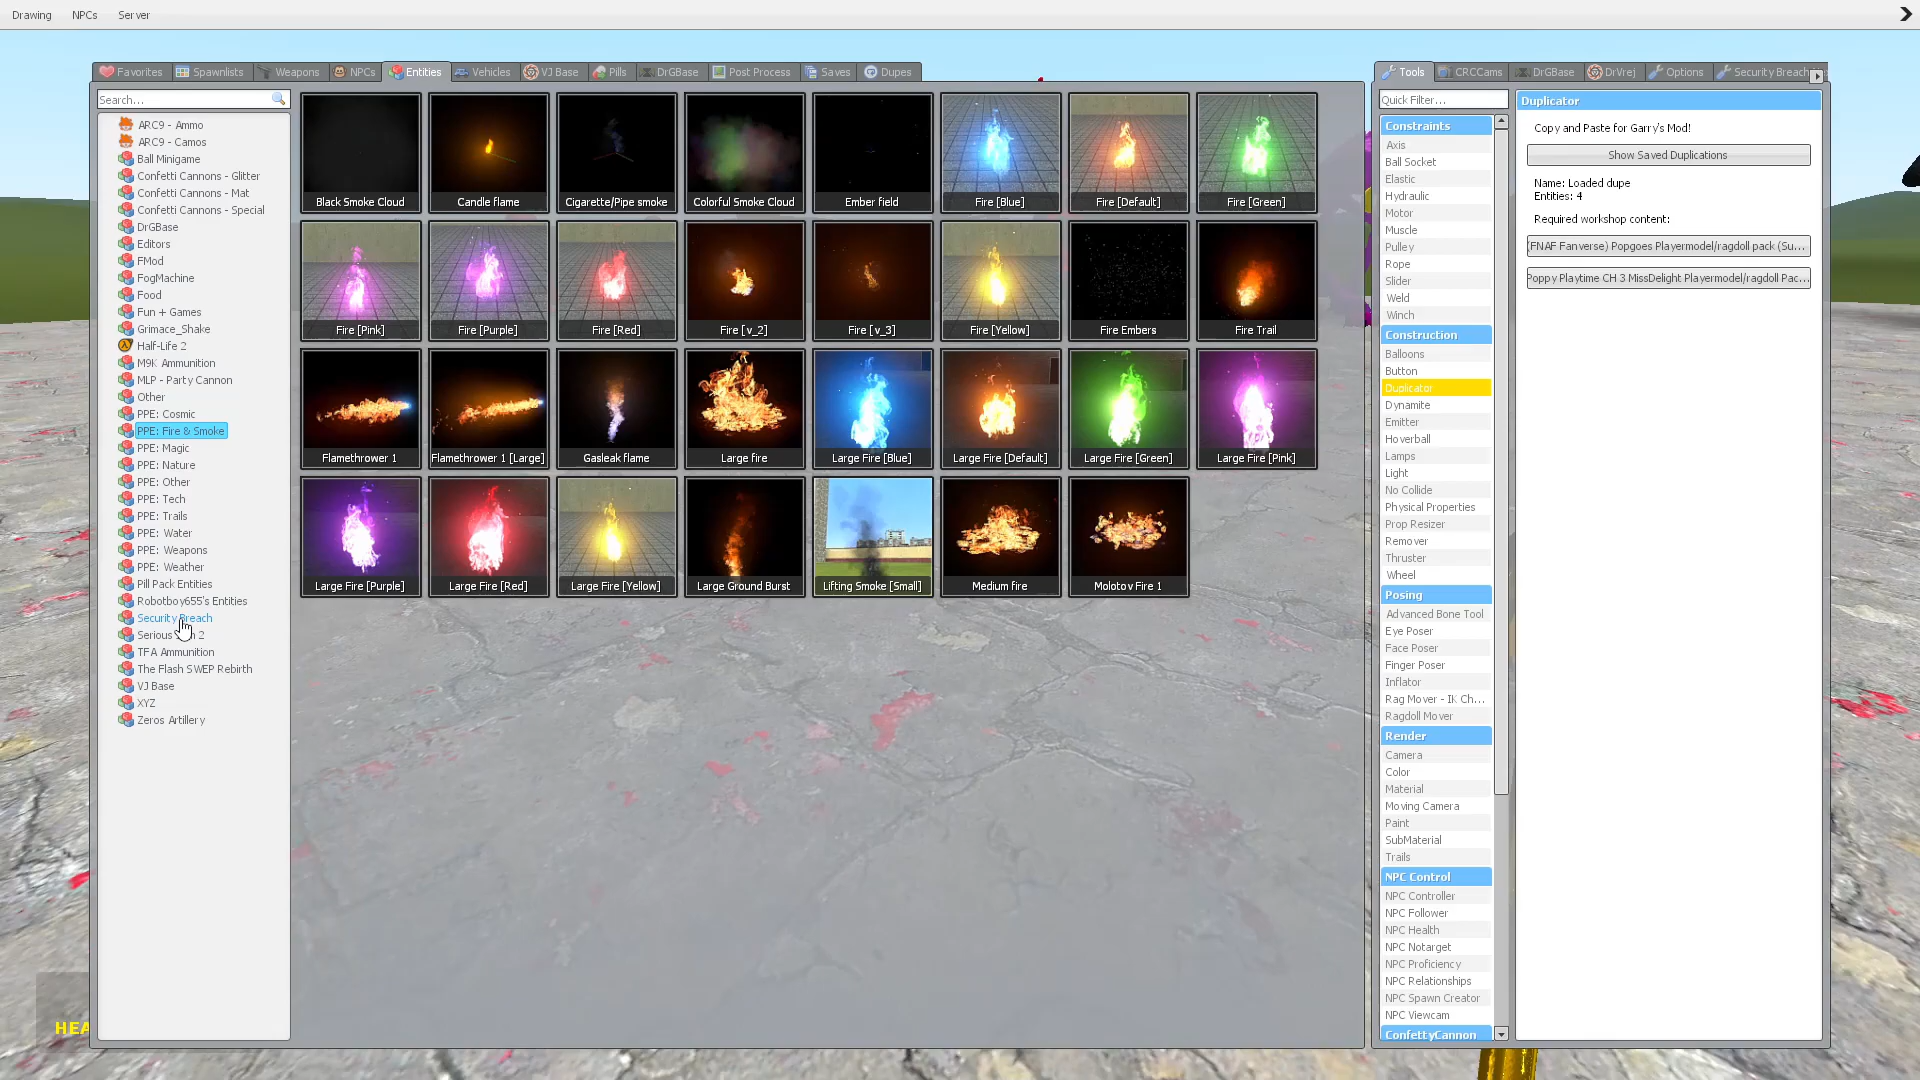 Drawing NPCs Server
Favorites Spawnlists Weapons NPCs Entities Vehicles VJ Base Pills DrGBase Post Process Saves Dupes
Search...
ARC9 - Ammo
ARC9 - Camos
Ball Minigame
Confetti Cannons - Glitter
Confetti Cannons - Mat
Confetti Cannons - Special
DrGBase
Editors
FMod
FogMachine
Food
Fun + Games
Grimace_Shake
Half-Life 2
M9K Ammunition
MLP - Party Cannon
Other
PPE: Cosmic
PPE: Fire & Smoke
PPE: Magic
PPE: Nature
PPE: Other
PPE: Tech
PPE: Trails
PPE: Water
PPE: Weapons
PPE: Weather
Pill Pack Entities
Robotboy655's Entities
Security Breach
Serious 2
TFA Ammunition
The Flash SWEP Rebirth
VJ Base
XYZ
Zeros Artillery
Black Smoke Cloud Candle flame Cigarette/Pipe smoke Colorful Smoke Cloud Ember field Fire [Blue] Fire [Default] Fire [Green]
Fire [Pink] Fire [Purple] Fire [Red] Fire [v_2] Fire [v_3] Fire [Yellow] Fire Embers Fire Trail
Flamethrower 1 Flamethrower 1 [Large] Gasleak flame Large fire Large Fire [Blue] Large Fire [Default] Large Fire [Green] Large Fire [Pink]
Large Fire [Purple] Large Fire [Red] Large Fire [Yellow] Large Ground Burst Lifting Smoke [Small] Medium fire Molotov Fire 1
HEA
Tools CRCCams DrGBase DrVrej Options Security Breach
Quick Filter...
Constraints
Axis
Ball Socket
Elastic
Hydraulic
Motor
Muscle
Pulley
Rope
Slider
Weld
Winch
Construction
Balloons
Button
Duplicator
Dynamite
Emitter
Hoverball
Lamps
Light
No Collide
Physical Properties
Prop Resizer
Remover
Thruster
Wheel
Posing
Advanced Bone Tool
Eye Poser
Face Poser
Finger Poser
Inflator
Rag Mover - IK Ch...
Ragdoll Mover
Render
Camera
Color
Material
Moving Camera
Paint
SubMaterial
Trails
NPC Control
NPC Controller
NPC Follower
NPC Health
NPC Notarget
NPC Proficiency
NPC Relationships
NPC Spawn Creator
NPC Viewcam
ConfettyCannon
Duplicator
Copy and Paste for Garry's Mod!
Show Saved Duplications
Name: Loaded dupe
Entities: 4
Required workshop content:
(FNAF Fanverse) Popgoes Playermodel/ragdoll pack (Su...
Poppy Playtime CH 3 MissDelight Playermodel/ragdoll Pac...